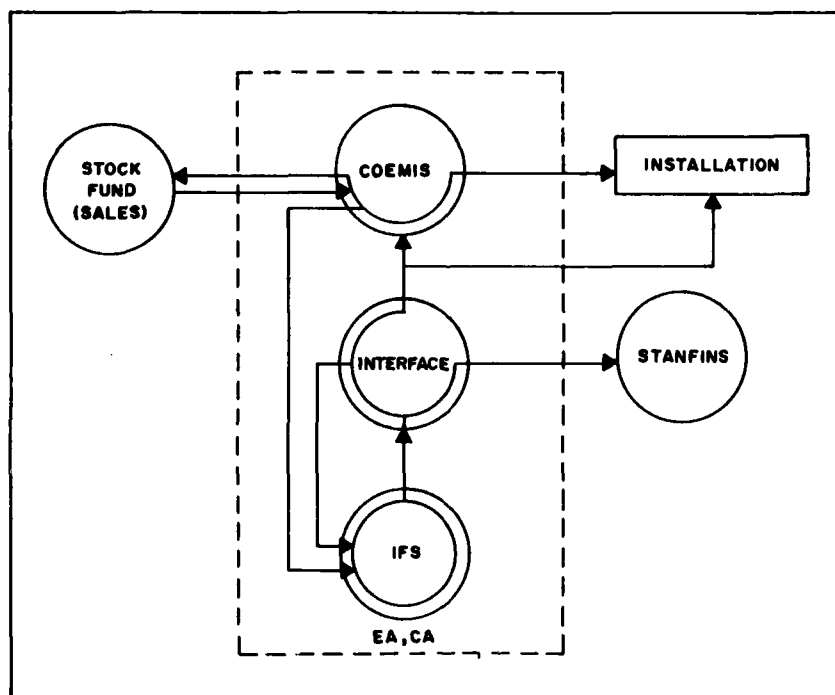 STOCK
FUND
(SALES)
COEMIS
INSTALLATION
INTERFACE
STANFINS
IFS
EA, CA